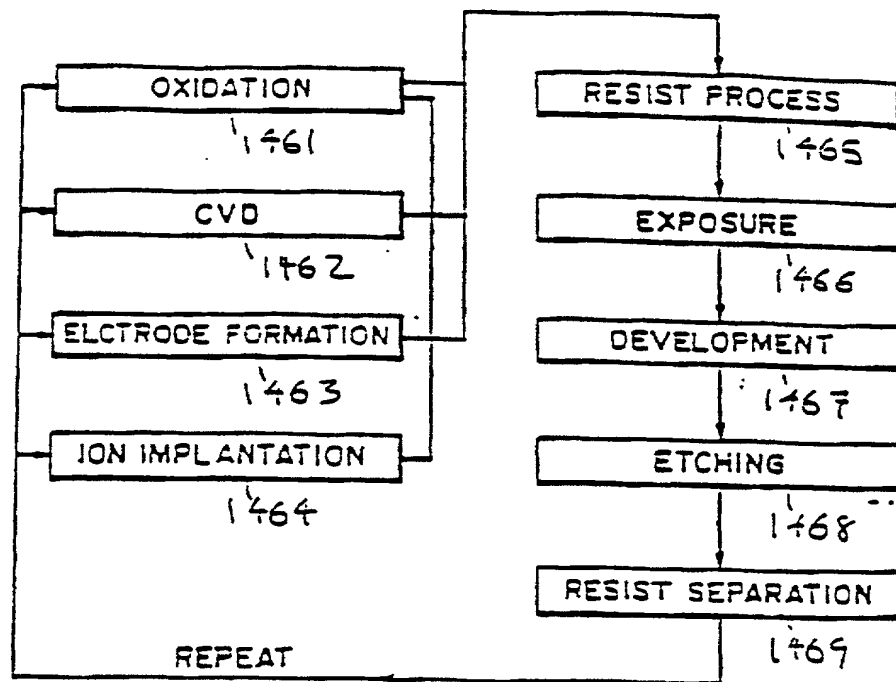 OXIDATION
1461
CVD
1462
ELCTRODE FORMATION
1463
ION IMPLANTATION
1464
RESIST PROCESS
1465
EXPOSURE
1466
DEVELOPMENT
1467
ETCHING
1468
RESIST SEPARATION
1469
REPEAT